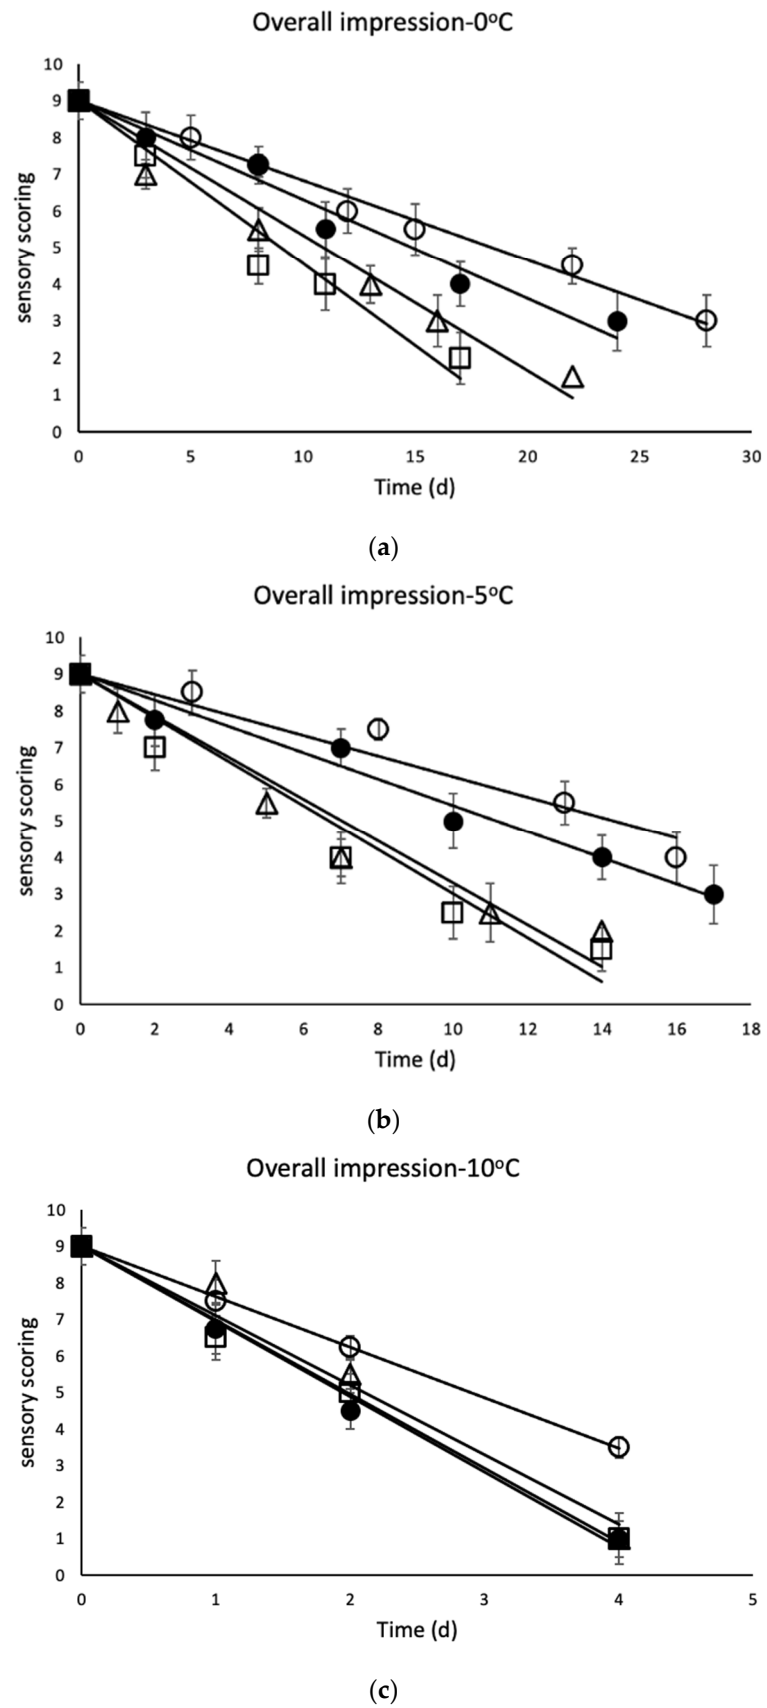 Overall impression-0°C
10
9
8
7
6
5
4
3
2
1
0
sensory scoring
0 5 10 15 20 25 30
Time (d)
(a)
Overall impression-5°C
10
9
8
7
6
5
4
3
2
1
0
sensory scoring
0 2 4 6 8 10 12 14 16 18
Time (d)
(b)
Overall impression-10°C
10
9
8
7
6
5
4
3
2
1
0
sensory scoring
0 1 2 3 4 5
Time (d)
(c)